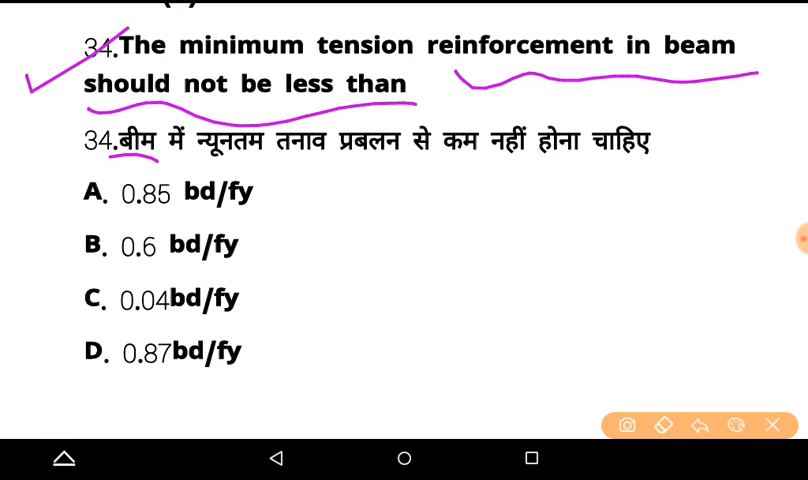 34.The minimum tension reinforcement in beam
should not be less than
34.बीम में न्यूनतम तनाव प्रबलन से कम नहीं होना चाहिए
A. 0.85 bd/fy
B. 0.6 bd/fy
C. 0.04bd/fy
D. 0.87bd/fy